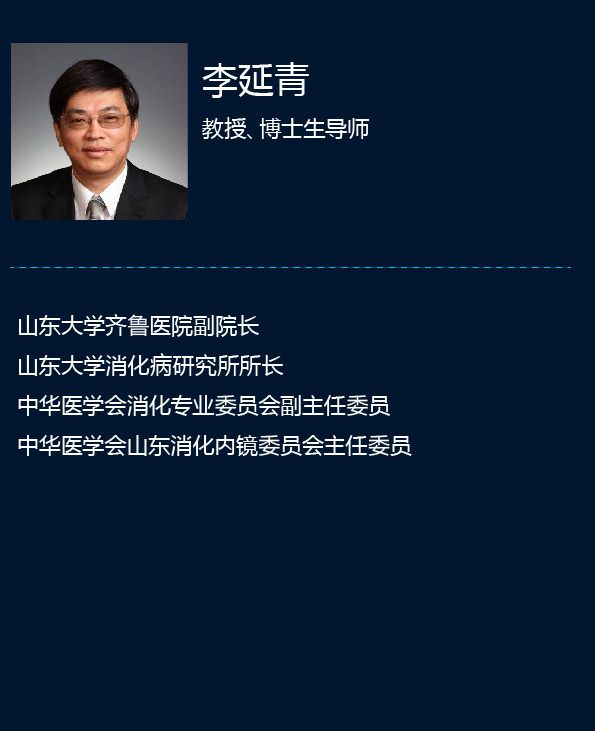 李延青
教授、博士生导师
山东大学齐鲁医院副院长
山东大学消化病研究所所长
中华医学会消化专业委员会副主任委员
中华医学会山东消化内镜委员会主任委员